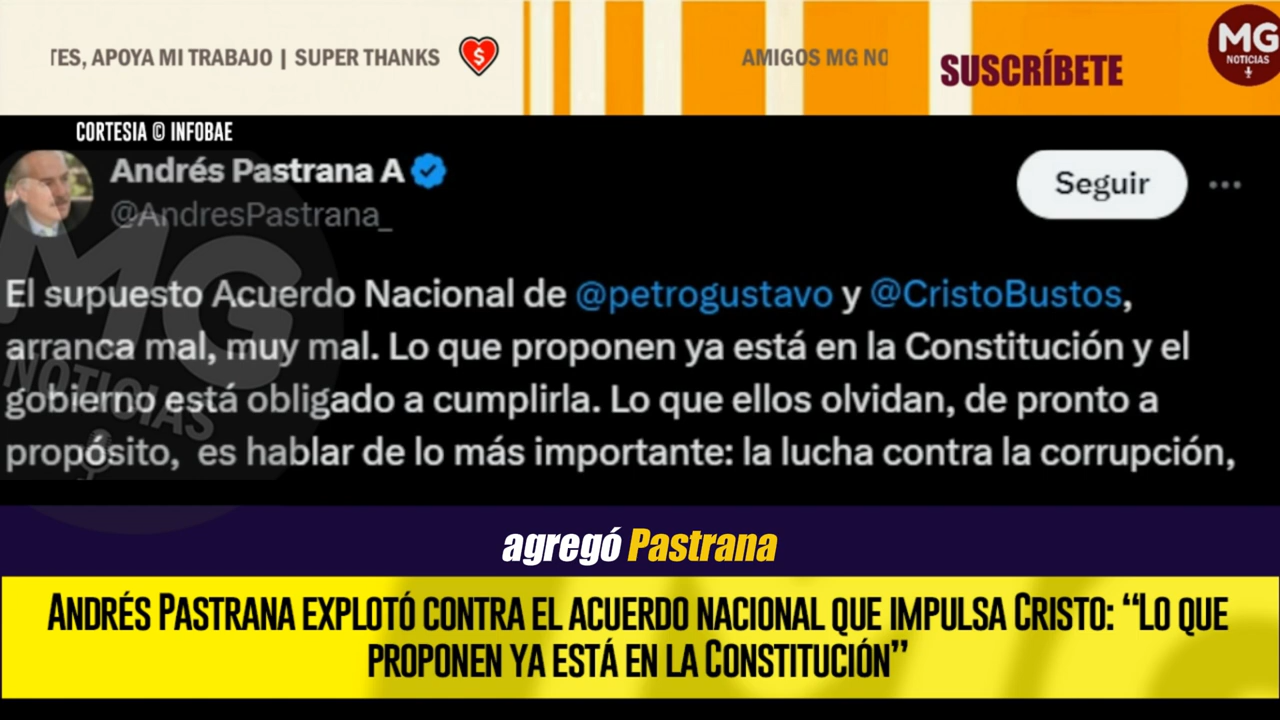 TES, APOYA MI TRABAJO | SUPER THANKS
$
AMIGOS MG NO
SUSCRÍBETE
MG
NOTICIAS
CORTESIA © INFOBAE
Andrés Pastrana A
@AndresPastrana_
Seguir
El supuesto Acuerdo Nacional de @petrogustavo y @CristoBustos,
arranca mal, muy mal. Lo que proponen ya está en la Constitución y el
gobierno está obligado a cumplirla. Lo que ellos olvidan, de pronto a
propósito, es hablar de lo más importante: la lucha contra la corrupción,
MG
NOTICIAS
agregó Pastrana
ANDRÉS PASTRANA EXPLOTÓ CONTRA EL ACUERDO NACIONAL QUE IMPULSA CRISTO: “LO QUE
PROPONEN YA ESTÁ EN LA CONSTITUCIÓN”